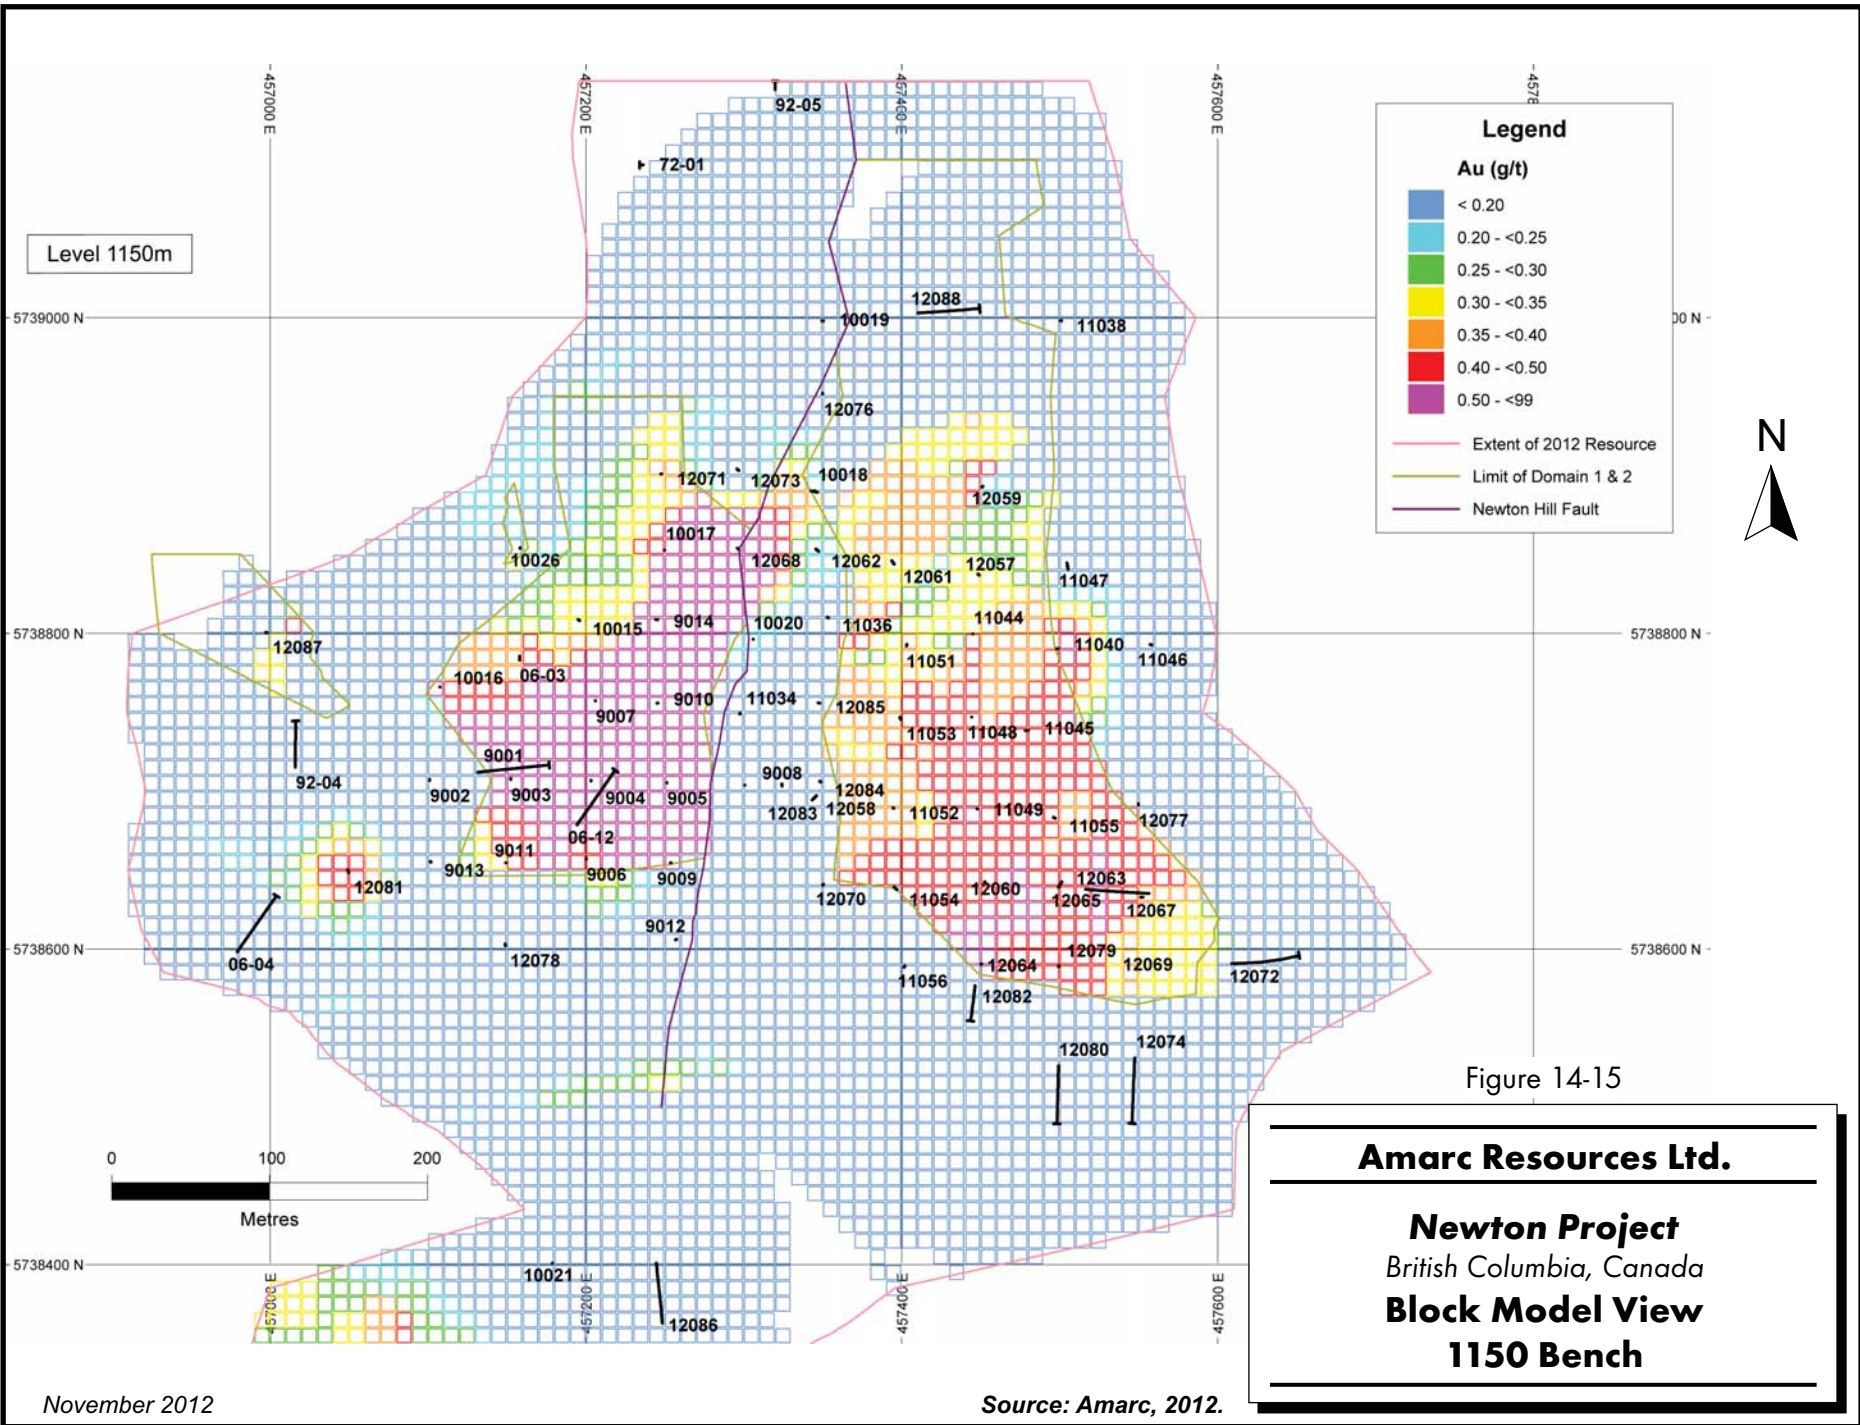 457000 E
457200 E
457400 E
457600 E
4578
92-05
72-01
Level 1150m
Legend
Au (g/t)
< 0.20
0.20 - <0.25
0.25 - <0.30
0.30 - <0.35
0.35 - <0.40
0.40 - <0.50
0.50 - <99
Extent of 2012 Resource
Limit of Domain 1 & 2
Newton Hill Fault
N
5739000 N
00 N
12088
10019
11038
12076
12071
12073
10018
12059
10017
10026
12068
12062
12061
12057
11047
5738800 N
5738800 N
12087
10015
9014
10020
11036
11044
11051
11040
11046
10016
06-03
9007
9010
11034
12085
11053
11048
11045
9001
92-04
9002
9003
9004
9005
9008
12083
12084
12058
11052
11049
11055
12077
06-12
9011
9013
9006
9009
12081
12070
11054
12060
12063
12065
12067
9012
5738600 N
5738600 N
06-04
12078
11056
12064
12079
12069
12072
12082
12080
12074
Figure 14-15
0 100 200
Metres
5738400 N
10021
12086
457000 E
457200 E
457400 E
457600 E
Amarc Resources Ltd.
Newton Project
British Columbia, Canada
Block Model View
1150 Bench
November 2012
Source: Amarc, 2012.